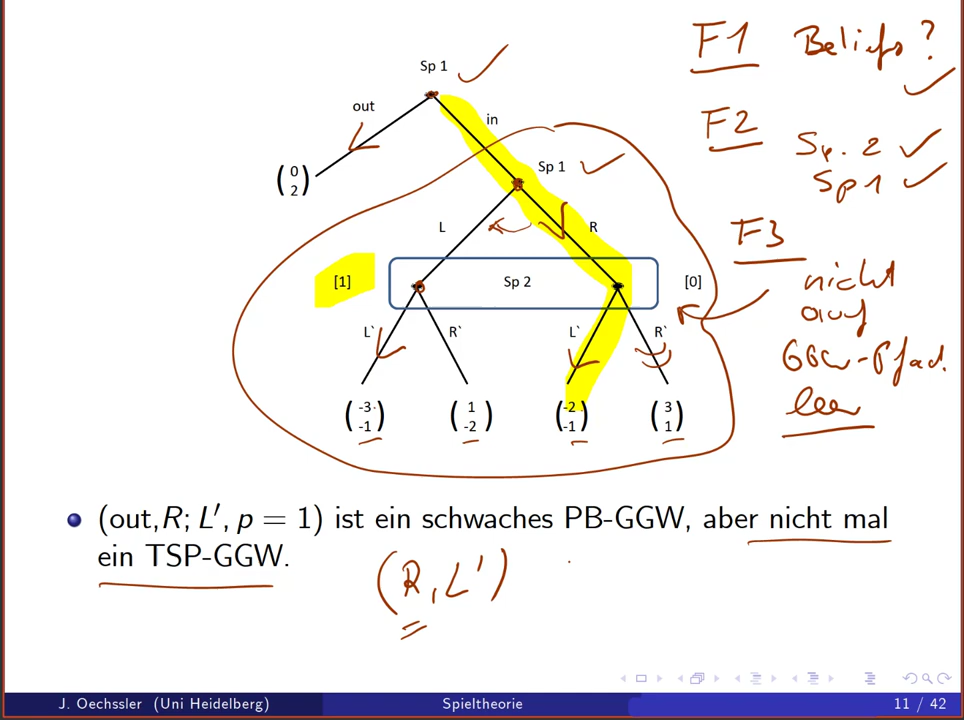 F1 Beliefs?
Sp 1
out
in
F2
Sp. 2
Sp 1
( 0 2 )
Sp 1
L
R
F3
[1]
Sp 2
[0]
nicht
auf
GGW-Pfad.
leer
L` R` L` R`
( -3 -1 ) ( 1 -2 ) ( -2 -1 ) ( 3 1 )
(out,R; L′, p = 1) ist ein schwaches PB-GGW, aber nicht mal
ein TSP-GGW.
(R, L')
J. Oechssler (Uni Heidelberg) Spieltheorie 11 / 42